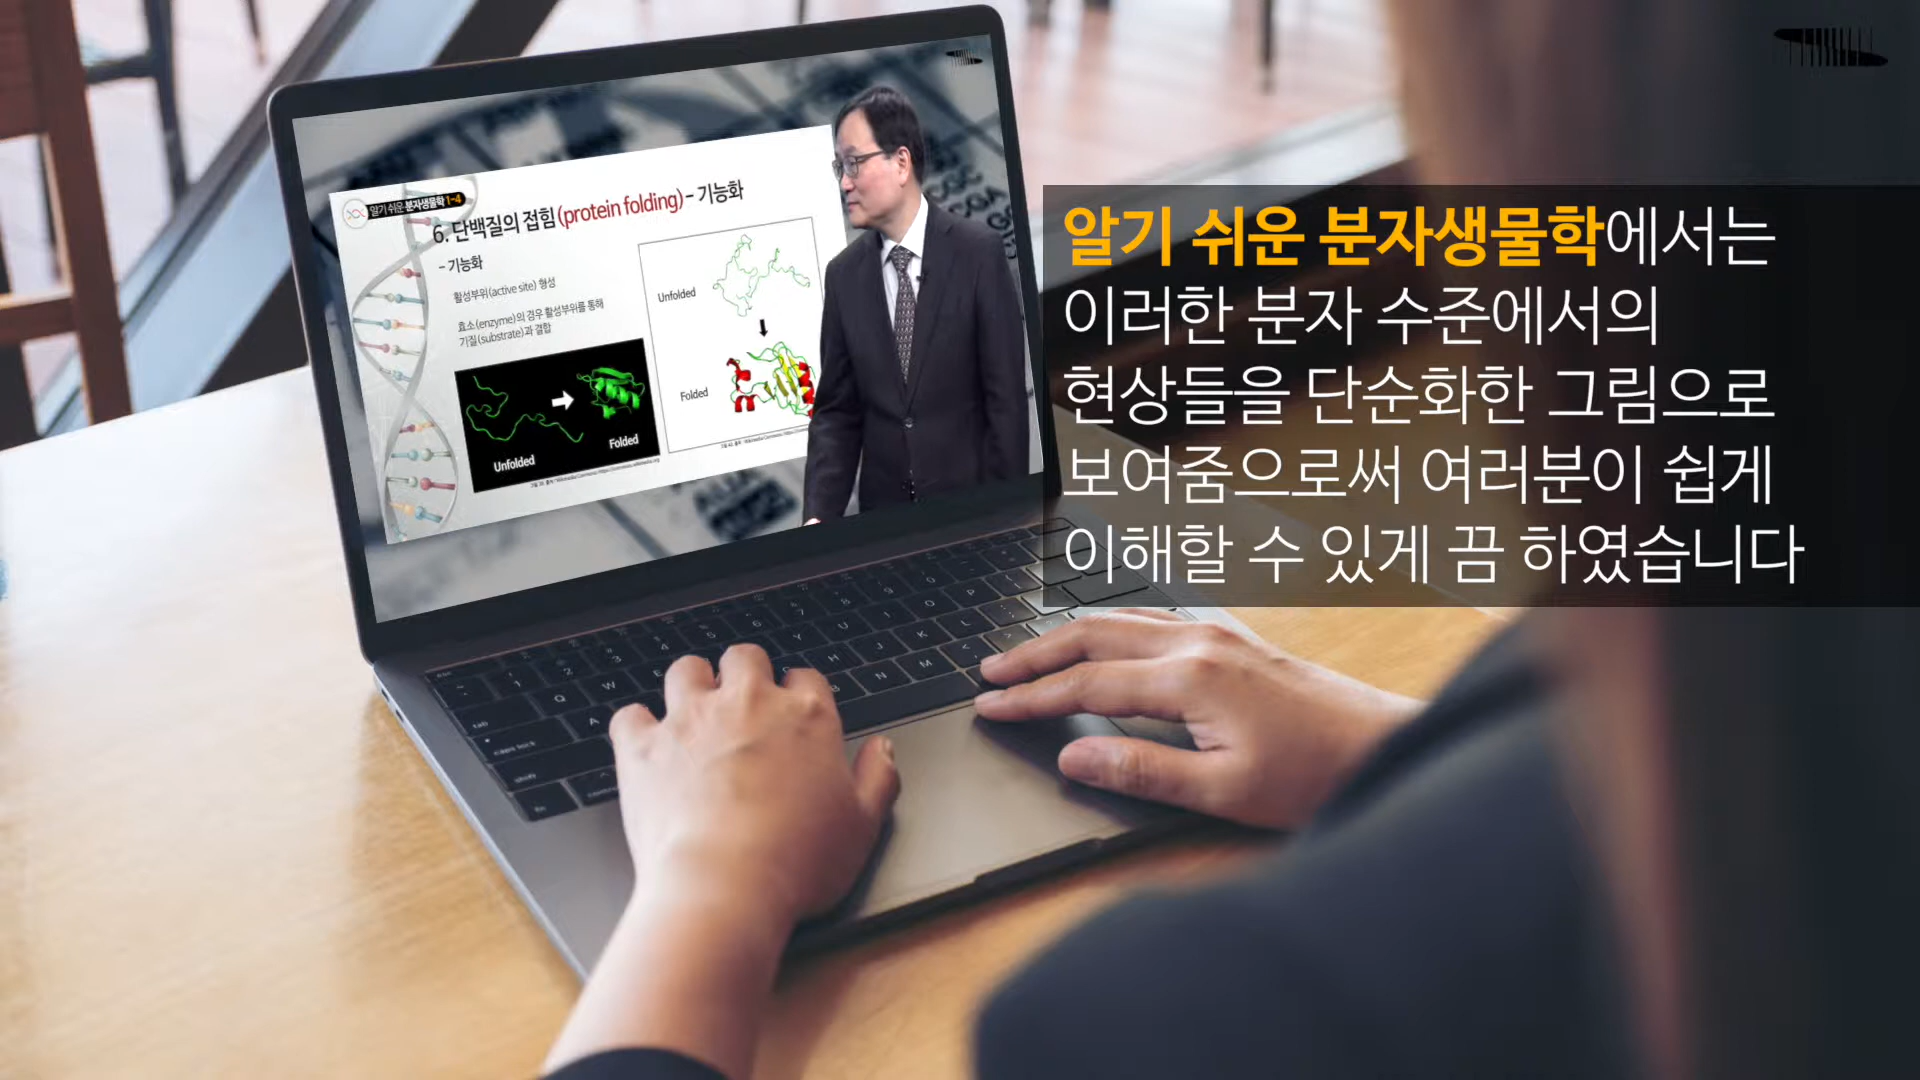 알기 쉬운 분자생물학 1-4
6. 단백질의 접힘(protein folding) – 기능화
– 기능화
활성부위(active site) 형성
효소(enzyme)의 경우 활성부위를 통해
기질(substrate)과 결합
Unfolded
Folded
Unfolded
Folded
알기 쉬운 분자생물학에서는
이러한 분자 수준에서의
현상들을 단순화한 그림으로
보여줌으로써 여러분이 쉽게
이해할 수 있게 끔 하였습니다